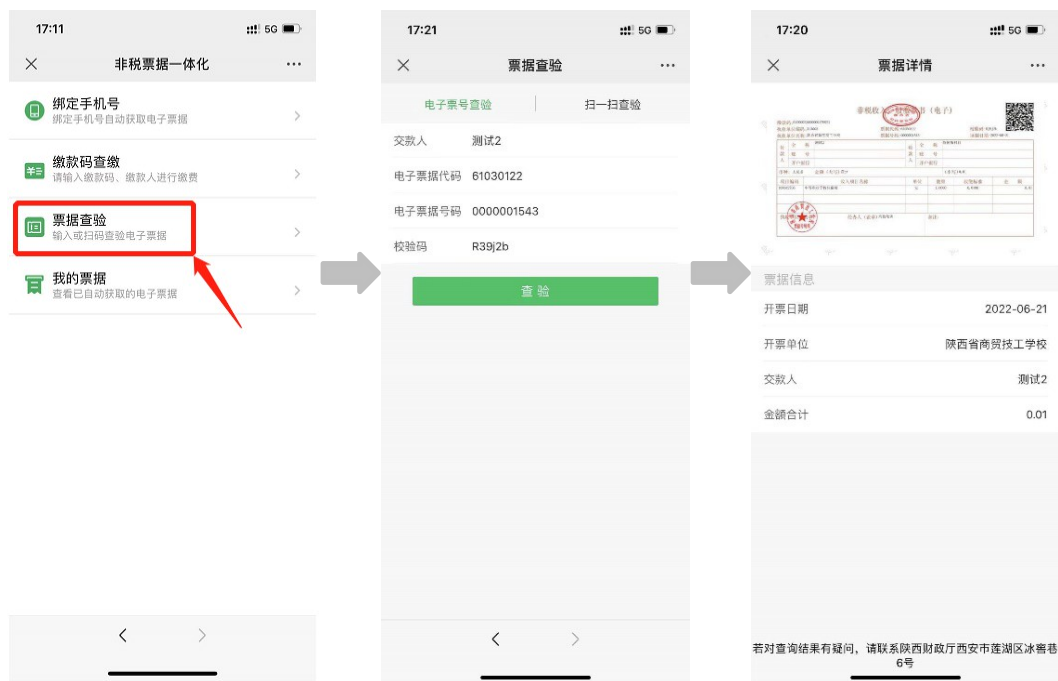 17:11
5G
非税票据一体化
绑定手机号
绑定手机号自动获取电子票据
缴款码查缴
请输入缴款码、缴款人进行缴费
票据查验
输入或扫码查验电子票据
我的票据
查看已自动获取的电子票据
17:21
5G
票据查验
电子票号查验
扫一扫查验
交款人 测试2
电子票据代码 61030122
电子票据号码 0000001543
校验码 R39j2b
查 验
17:20
5G
票据详情
票据信息
开票日期 2022-06-21
开票单位 陕西省商贸技工学校
交款人 测试2
金额合计 0.01
若对查询结果有疑问，请联系陕西财政厅西安市莲湖区冰窖巷
6号